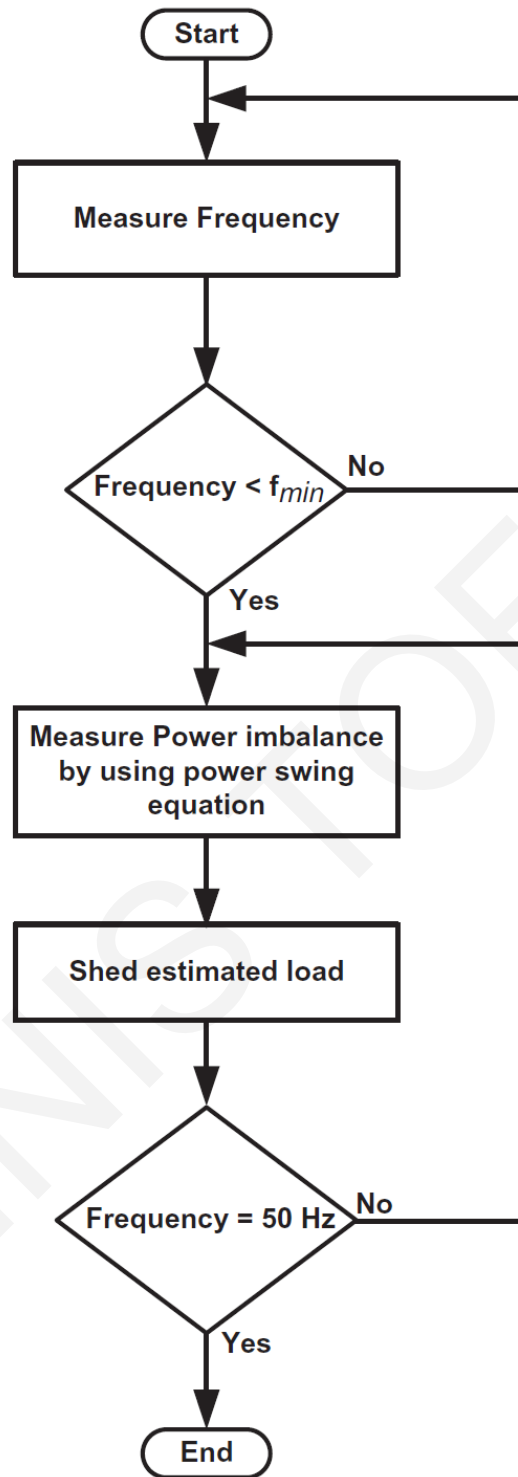 Start
Measure Frequency
Frequency < fmin
No
Yes
Measure Power imbalance
by using power swing
equation
Shed estimated load
Frequency = 50 Hz
No
Yes
End